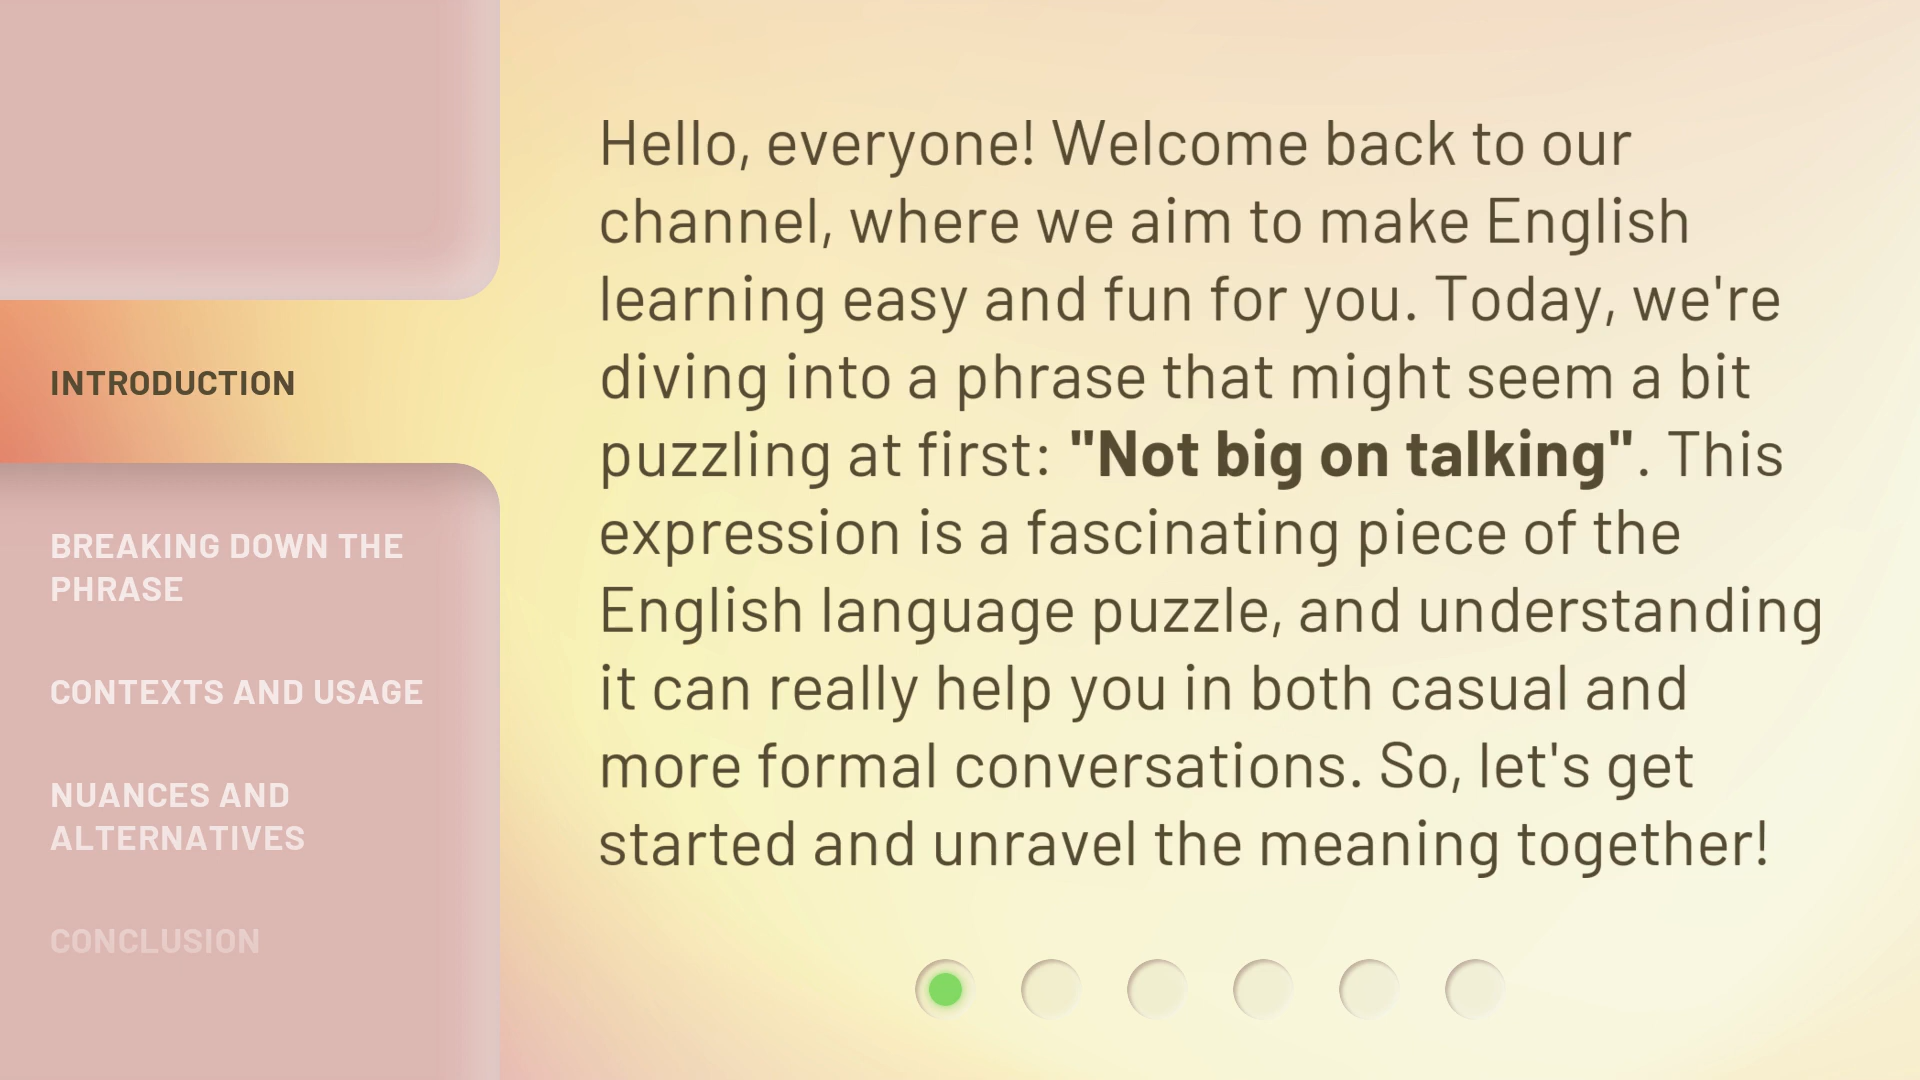 INTRODUCTION
BREAKING DOWN THE
PHRASE
CONTEXTS AND USAGE
NUANCES AND
ALTERNATIVES
CONCLUSION
Hello, everyone! Welcome back to our
channel, where we aim to make English
learning easy and fun for you. Today, we're
diving into a phrase that might seem a bit
puzzling at first: "Not big on talking". This
expression is a fascinating piece of the
English language puzzle, and understanding
it can really help you in both casual and
more formal conversations. So, let's get
started and unravel the meaning together!